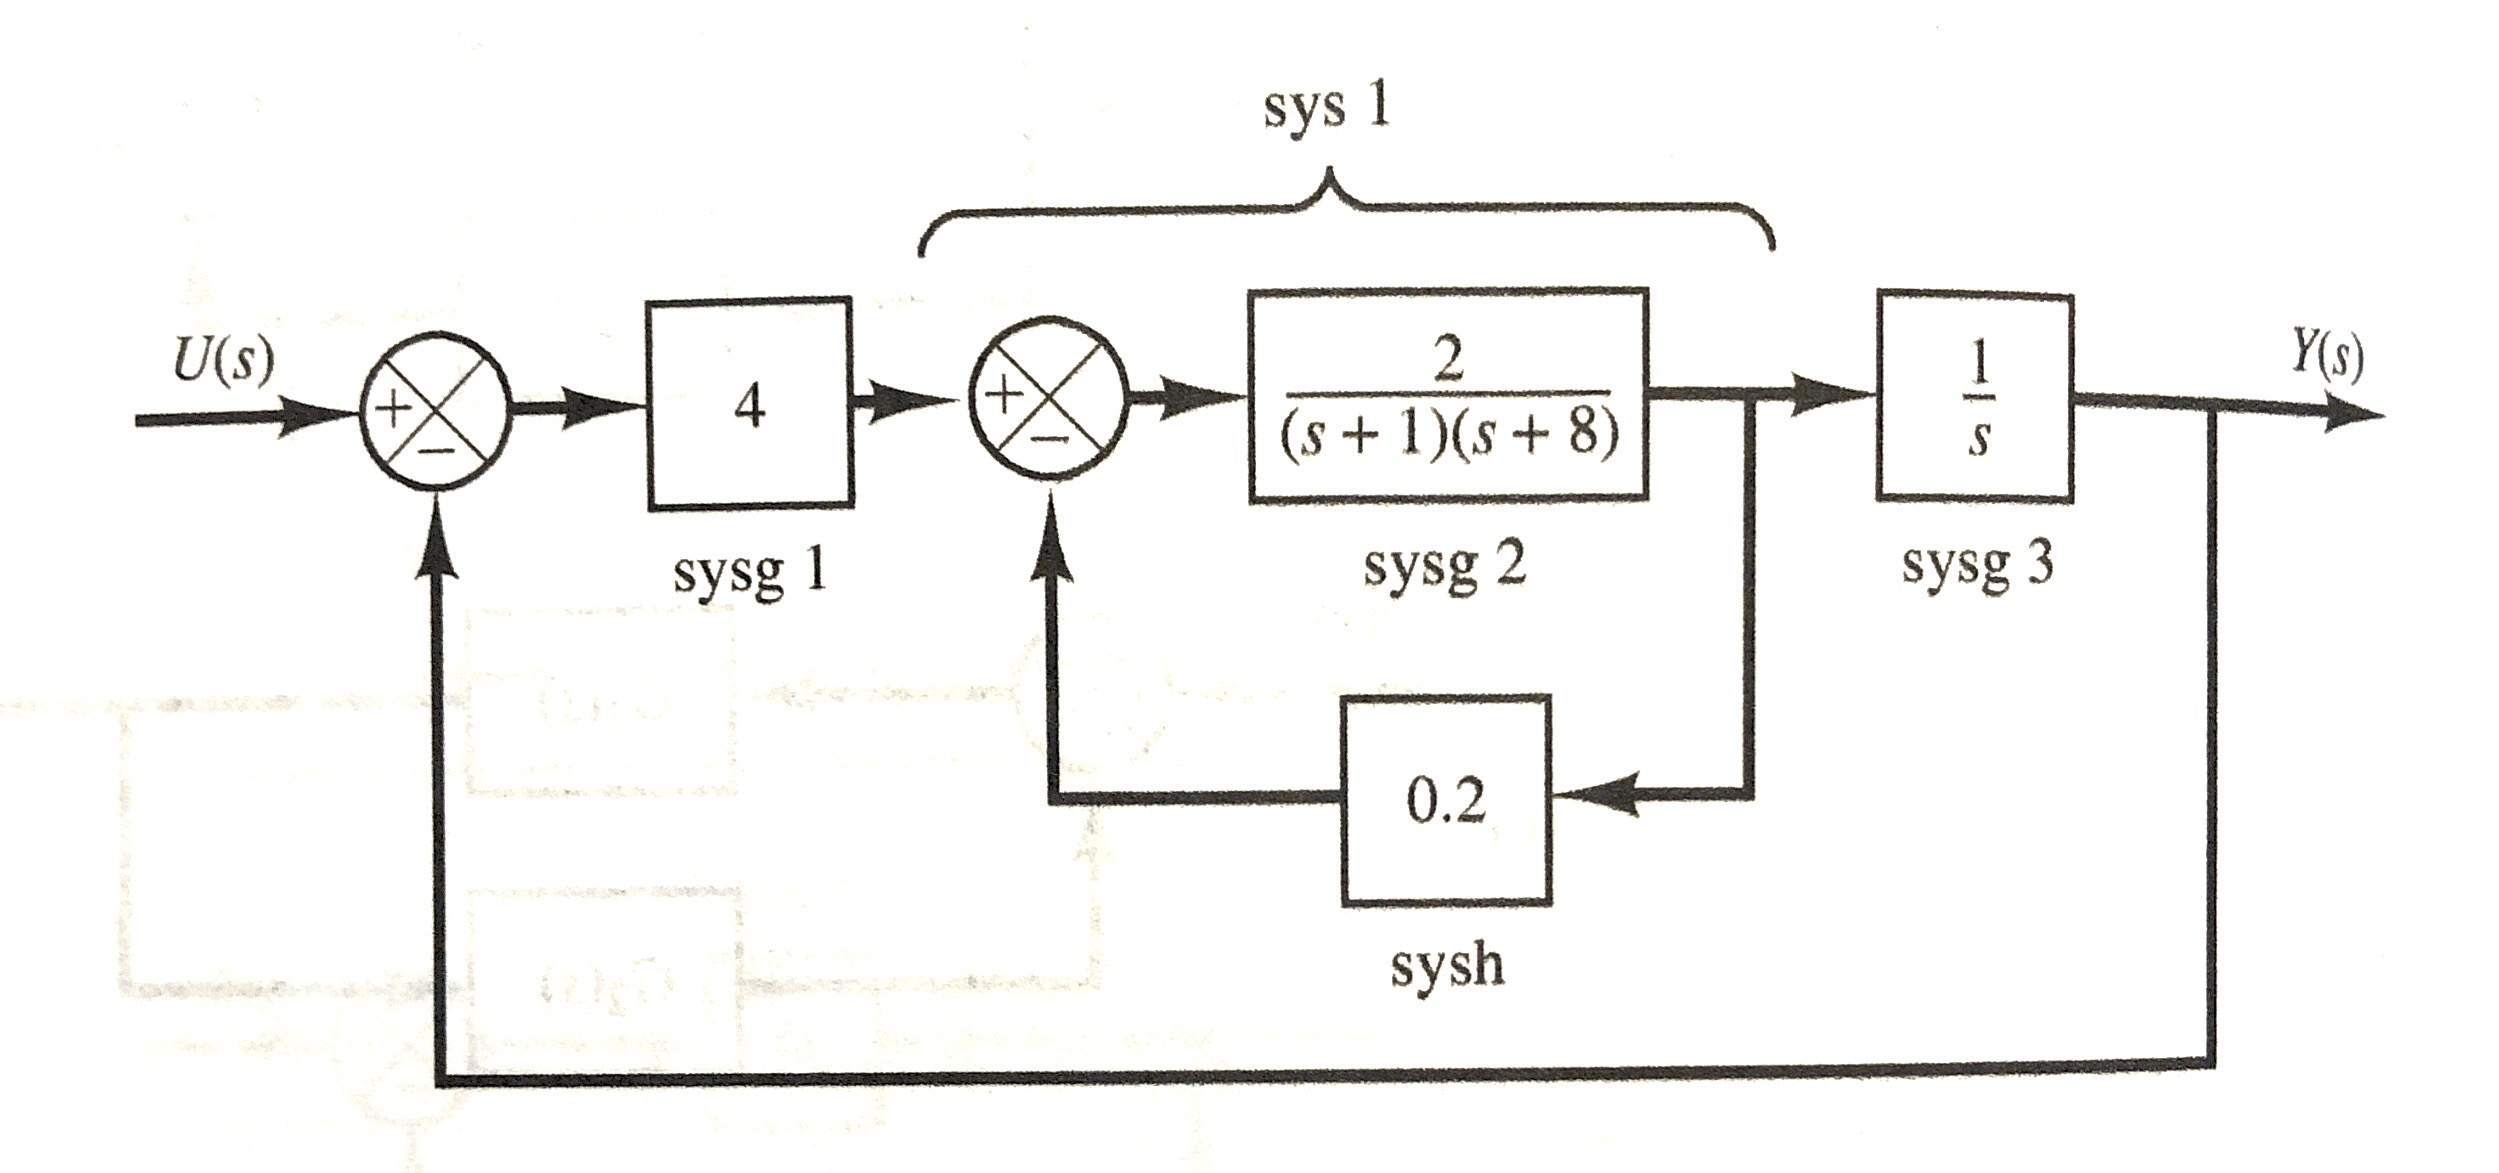 sys 1
U(s)
+
−
4
+
−
2
(s + 1)(s + 8)
1
s
Y(s)
sysg 1
sysg 2
sysg 3
0.2
sysh